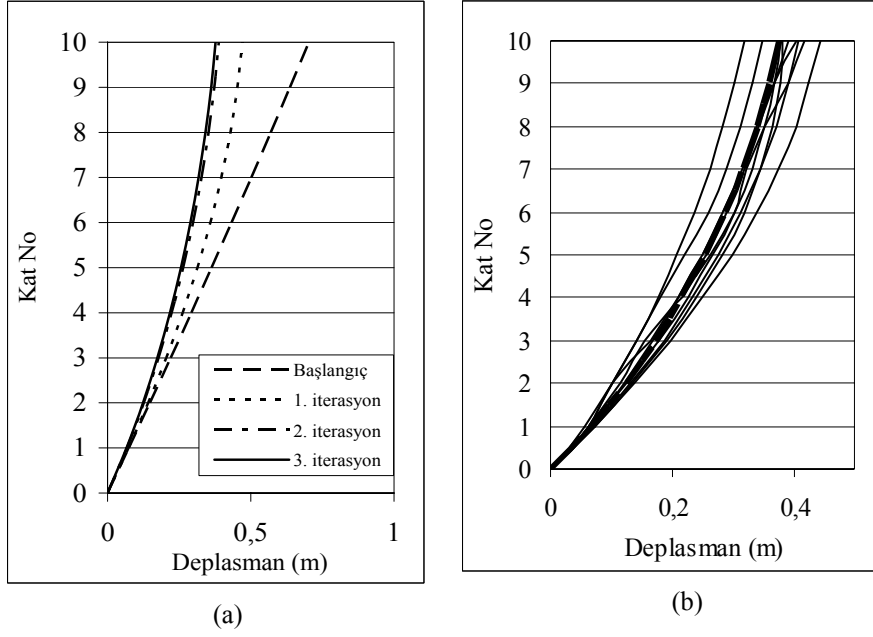 10
9
8
7
6
5
4
3
2
1
0
Kat No
Başlangıç
1. iterasyon
2. iterasyon
3. iterasyon
0
0,5
1
Deplasman (m)
(a)
10
9
8
7
6
5
4
3
2
1
0
Kat No
0
0,2
0,4
Deplasman (m)
(b)